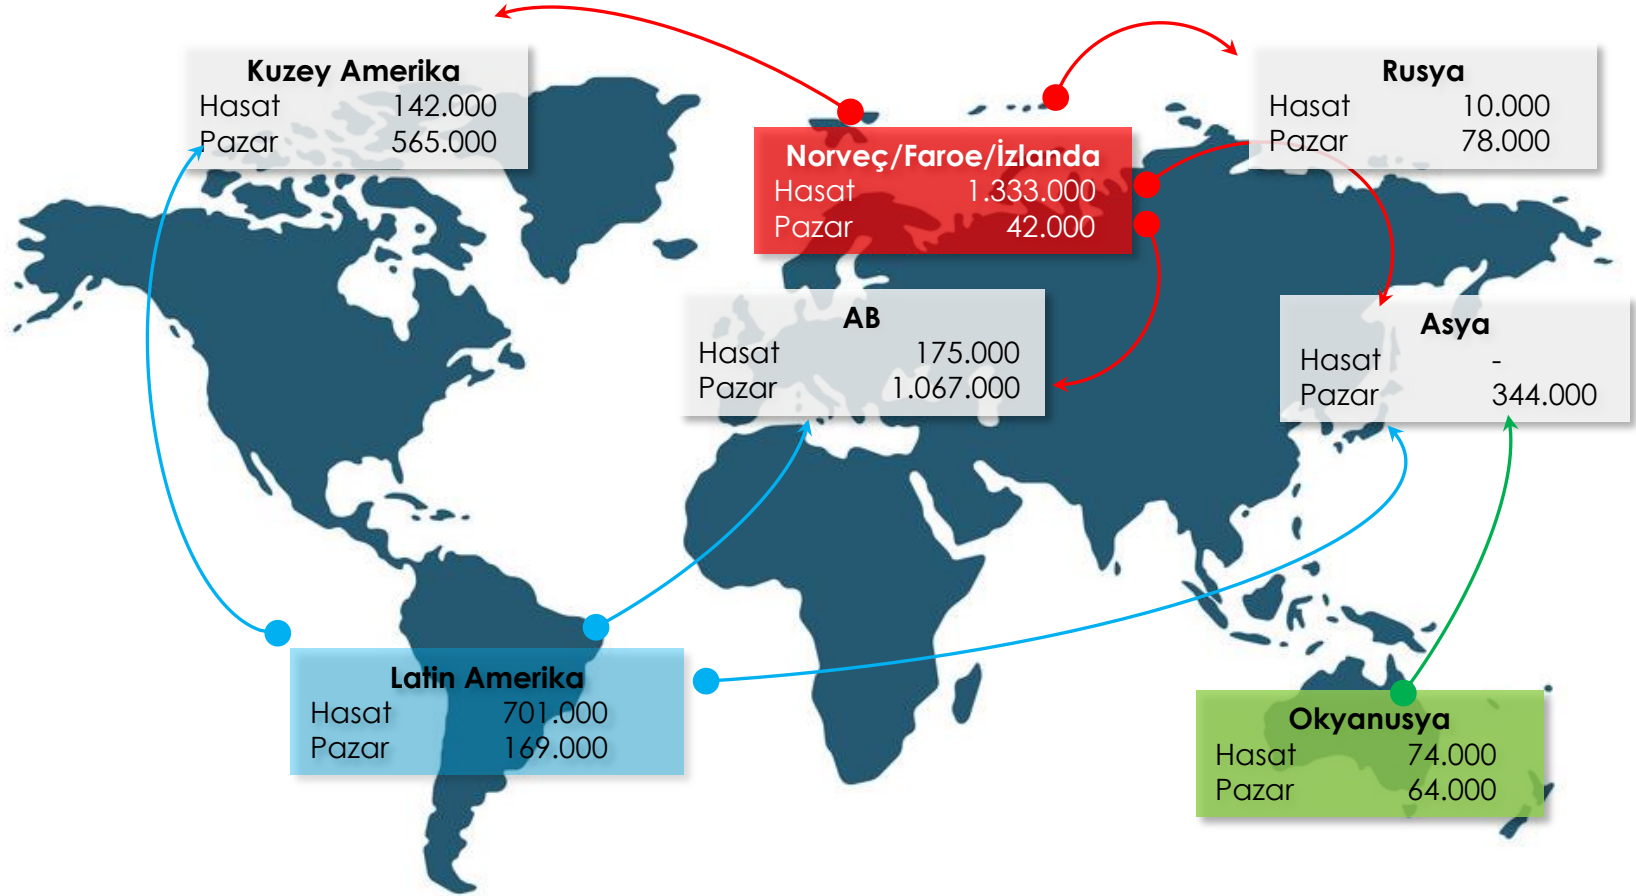 Kuzey Amerika
Hasat 142.000
Pazar 565.000
Rusya
Hasat 10.000
Pazar 78.000
Norveç/Faroe/İzlanda
Hasat 1.333.000
Pazar 42.000
AB
Hasat 175.000
Pazar 1.067.000
Asya
Hasat -
Pazar 344.000
Latin Amerika
Hasat 701.000
Pazar 169.000
Okyanusya
Hasat 74.000
Pazar 64.000